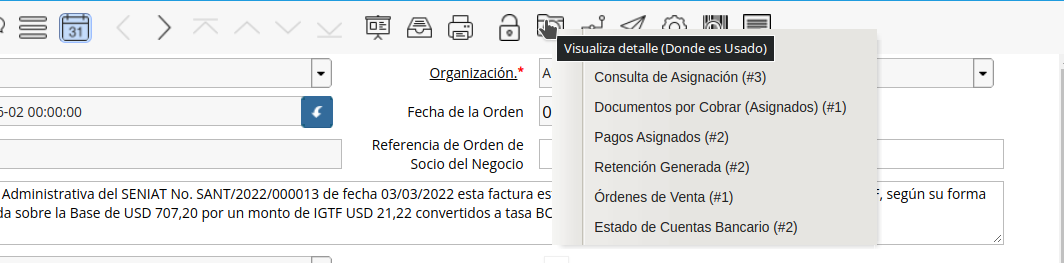 31
Visualiza detalle (Donde es Usado)
Organización.*
A
Consulta de Asignación (#3)
6-02 00:00:00
Fecha de la Orden
0
Documentos por Cobrar (Asignados) (#1)
Referencia de Orden de
Socio del Negocio
Pagos Asignados (#2)
Retención Generada (#2)
Administrativa del SENIAT No. SANT/2022/000013 de fecha 03/03/2022 esta factura es
, según su forma
da sobre la Base de USD 707,20 por un monto de IGTF USD 21,22 convertidos a tasa BC
Órdenes de Venta (#1)
Estado de Cuentas Bancario (#2)